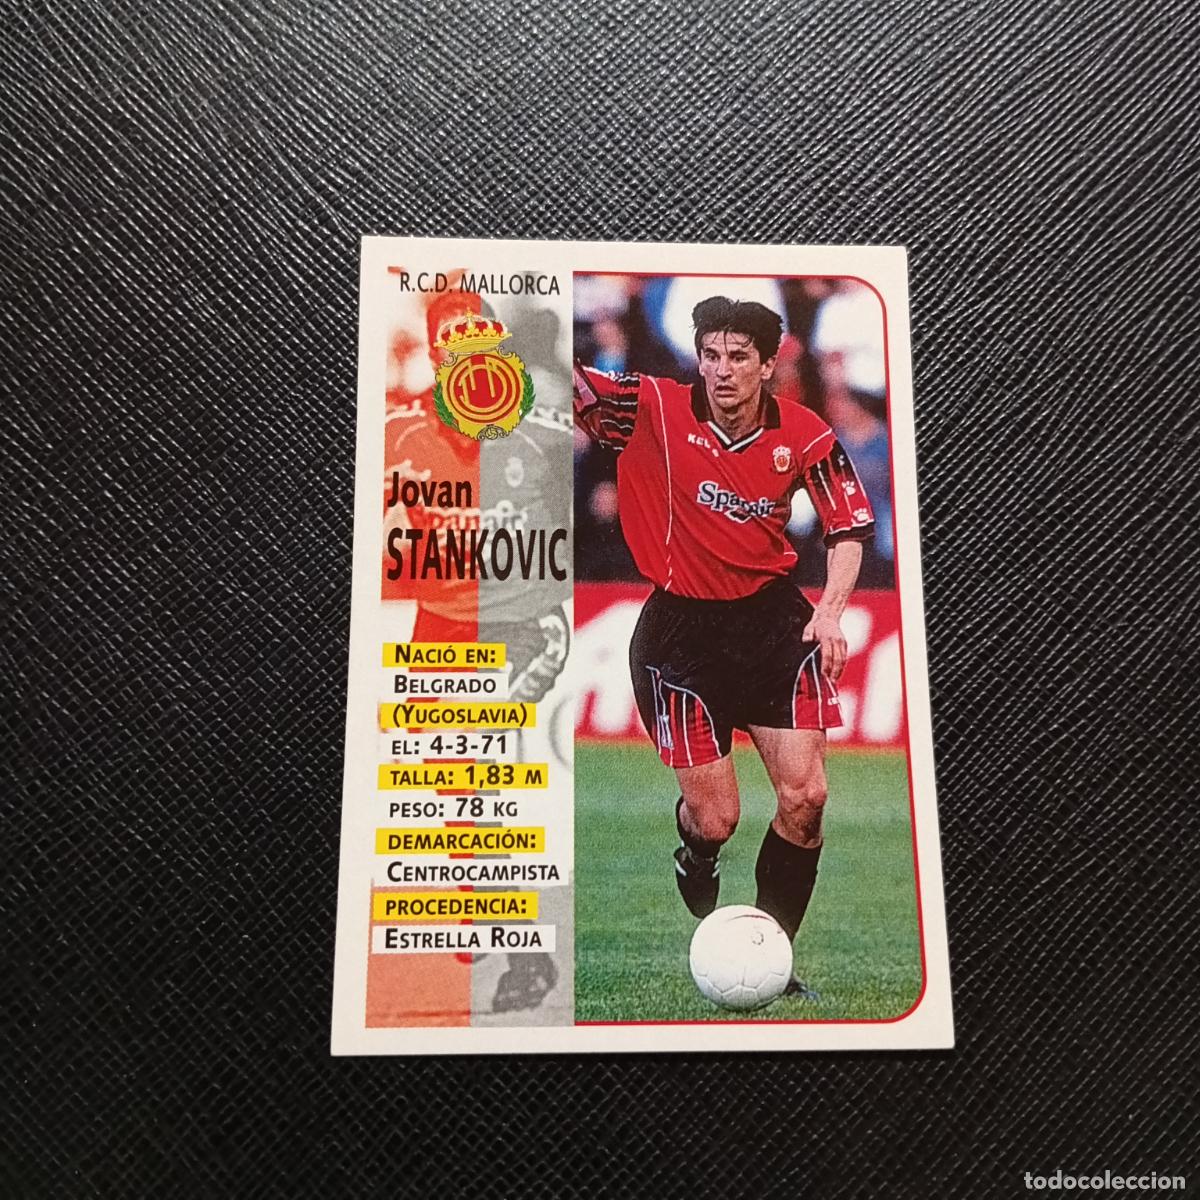 R.C.D. MALLORCA
Jovan
STANKOVIC
NACIÓ EN:
BELGRADO
(YUGOSLAVIA)
EL: 4-3-71
TALLA: 1,83 M
PESO: 78 KG
DEMARCACIÓN:
CENTROCAMPISTA
PROCEDENCIA:
ESTRELLA ROJA
Spanair
todocoleccion